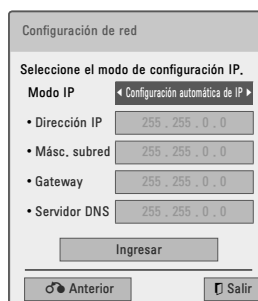 Configuración de red
Seleccione el modo de configuración IP.
Modo IP ◀ Configuración automática de IP ▶
• Dirección IP 255 . 255 . 0 . 0
• Másc. subred 255 . 255 . 0 . 0
• Gateway 255 . 255 . 0 . 0
• Servidor DNS 255 . 255 . 0 . 0
Ingresar
Anterior Salir